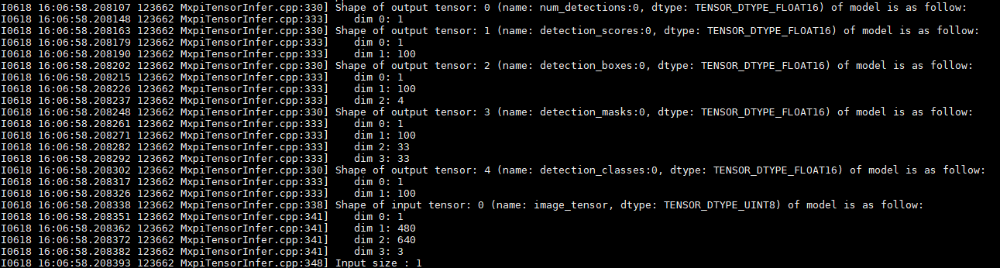 I0618 16:06:58.208107 123662 MxpiTensorInfer.cpp:330] Shape of output tensor: 0 (name: num_detections:0, dtype: TENSOR_DTYPE_FLOAT16) of model is as follow:
I0618 16:06:58.208148 123662 MxpiTensorInfer.cpp:333]    dim 0: 1
I0618 16:06:58.208163 123662 MxpiTensorInfer.cpp:330] Shape of output tensor: 1 (name: detection_scores:0, dtype: TENSOR_DTYPE_FLOAT16) of model is as follow:
I0618 16:06:58.208179 123662 MxpiTensorInfer.cpp:333]    dim 0: 1
I0618 16:06:58.208190 123662 MxpiTensorInfer.cpp:333]    dim 1: 100
I0618 16:06:58.208202 123662 MxpiTensorInfer.cpp:330] Shape of output tensor: 2 (name: detection_boxes:0, dtype: TENSOR_DTYPE_FLOAT16) of model is as follow:
I0618 16:06:58.208215 123662 MxpiTensorInfer.cpp:333]    dim 0: 1
I0618 16:06:58.208226 123662 MxpiTensorInfer.cpp:333]    dim 1: 100
I0618 16:06:58.208237 123662 MxpiTensorInfer.cpp:333]    dim 2: 4
I0618 16:06:58.208248 123662 MxpiTensorInfer.cpp:330] Shape of output tensor: 3 (name: detection_masks:0, dtype: TENSOR_DTYPE_FLOAT16) of model is as follow:
I0618 16:06:58.208261 123662 MxpiTensorInfer.cpp:333]    dim 0: 1
I0618 16:06:58.208271 123662 MxpiTensorInfer.cpp:333]    dim 1: 100
I0618 16:06:58.208282 123662 MxpiTensorInfer.cpp:333]    dim 2: 33
I0618 16:06:58.208292 123662 MxpiTensorInfer.cpp:333]    dim 3: 33
I0618 16:06:58.208302 123662 MxpiTensorInfer.cpp:330] Shape of output tensor: 4 (name: detection_classes:0, dtype: TENSOR_DTYPE_FLOAT16) of model is as follow:
I0618 16:06:58.208317 123662 MxpiTensorInfer.cpp:333]    dim 0: 1
I0618 16:06:58.208326 123662 MxpiTensorInfer.cpp:333]    dim 1: 100
I0618 16:06:58.208338 123662 MxpiTensorInfer.cpp:338] Shape of input tensor: 0 (name: image_tensor, dtype: TENSOR_DTYPE_UINT8) of model is as follow:
I0618 16:06:58.208351 123662 MxpiTensorInfer.cpp:341]    dim 0: 1
I0618 16:06:58.208362 123662 MxpiTensorInfer.cpp:341]    dim 1: 480
I0618 16:06:58.208372 123662 MxpiTensorInfer.cpp:341]    dim 2: 640
I0618 16:06:58.208382 123662 MxpiTensorInfer.cpp:341]    dim 3: 3
I0618 16:06:58.208393 123662 MxpiTensorInfer.cpp:348] Input size : 1